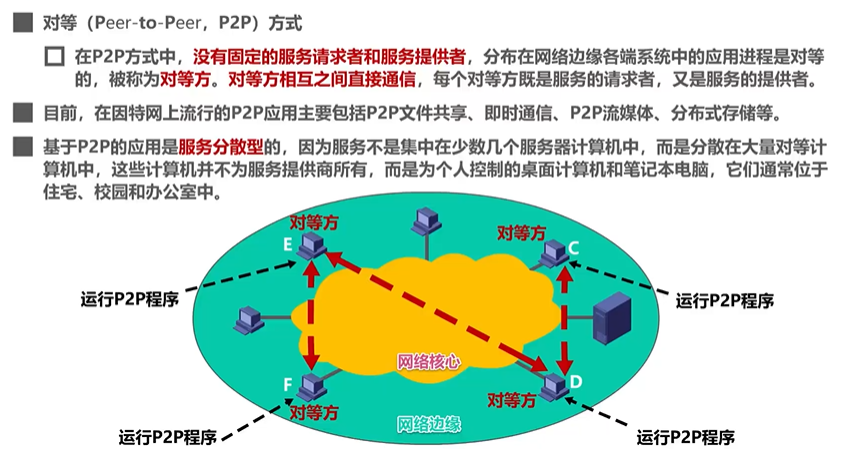 对等（Peer-to-Peer，P2P）方式
在P2P方式中，没有固定的服务请求者和服务提供者，分布在网络边缘各端系统中的应用进程是对等
的，被称为对等方。对等方相互之间直接通信，每个对等方既是服务的请求者，又是服务的提供者。
目前，在因特网上流行的P2P应用主要包括P2P文件共享、即时通信、P2P流媒体、分布式存储等。
基于P2P的应用是服务分散型的，因为服务不是集中在少数几个服务器计算机中，而是分散在大量对等计
算机中，这些计算机并不为服务提供商所有，而是为个人控制的桌面计算机和笔记本电脑，它们通常位于
住宅、校园和办公室中。
对等方
E
对等方
C
运行P2P程序
运行P2P程序
网络核心
F
对等方
D
对等方
网络边缘
运行P2P程序
运行P2P程序